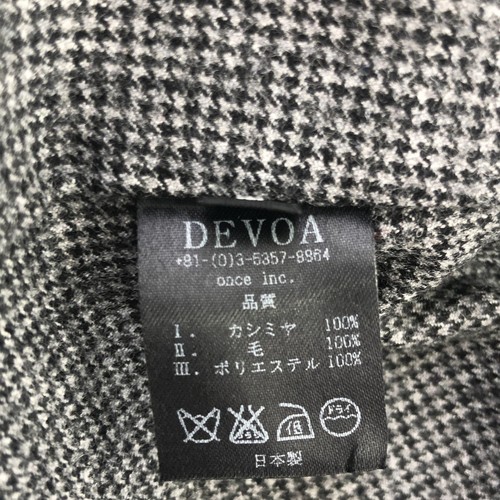 DEVOA
+81-(0)3-5357-8864
once inc.
品質
Ⅰ. カシミヤ 100%
Ⅱ. 毛 100%
Ⅲ. ポリエステル 100%
低 ドライ
日本製